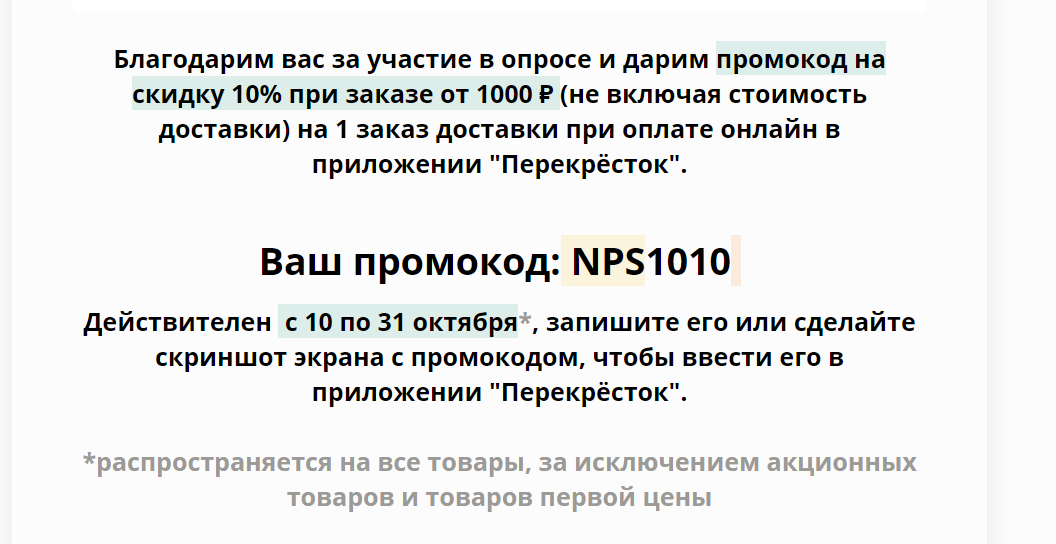 Благодарим вас за участие в опросе и дарим промокод на
скидку 10% при заказе от 1000 ₽ (не включая стоимость
доставки) на 1 заказ доставки при оплате онлайн в
приложении "Перекрёсток".
Ваш промокод: NPS1010
Действителен с 10 по 31 октября*, запишите его или сделайте
скриншот экрана с промокодом, чтобы ввести его в
приложении "Перекрёсток".
*распространяется на все товары, за исключением акционных
товаров и товаров первой цены